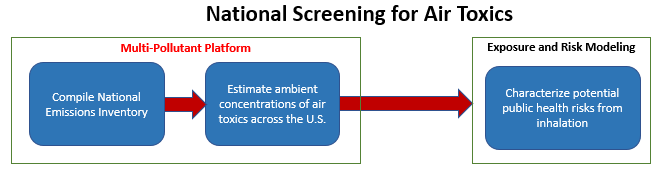 National Screening for Air Toxics
Multi-Pollutant Platform
Compile National
Emissions Inventory
Estimate ambient
concentrations of air
toxics across the U.S.
Exposure and Risk Modeling
Characterize potential
public health risks from
inhalation